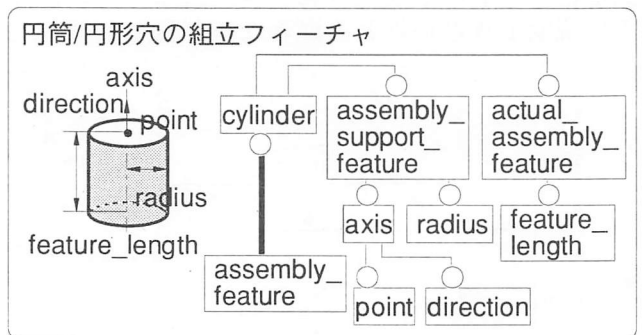 円筒/円形穴の組立フィーチャ
axis
direction
point
radius
feature_length
cylinder
assembly_
support_
feature
actual_
assembly_
feature
axis
radius
feature_
length
assembly_
feature
point
direction